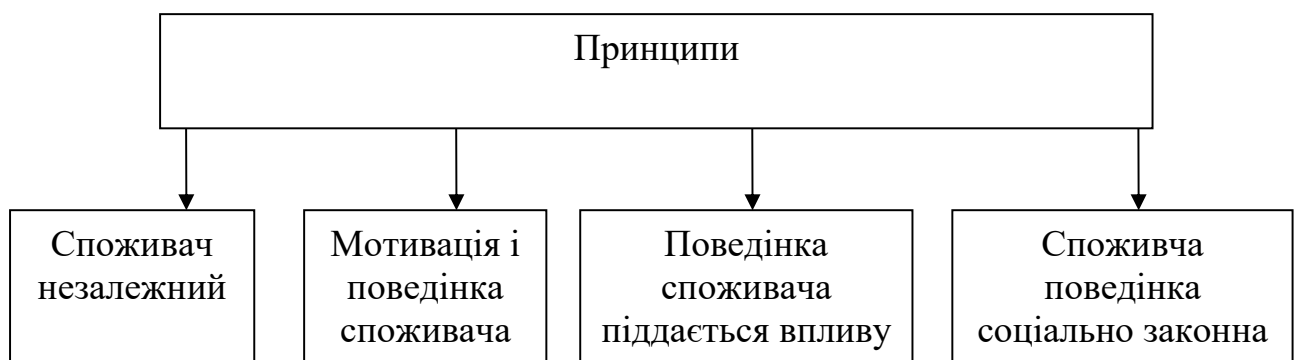 Принципи
Споживач
незалежний
Мотивація і
поведінка
споживача
Поведінка
споживача
піддається впливу
Споживча
поведінка
соціально законна